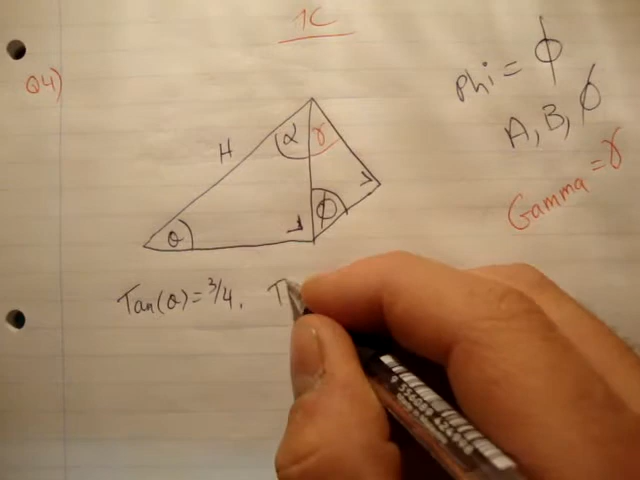 1C
Q4)
Phi = ϕ
A, B, ϕ
Gamma = γ
H
α γ
θ
ϕ
Tan(θ) = 3/4, T